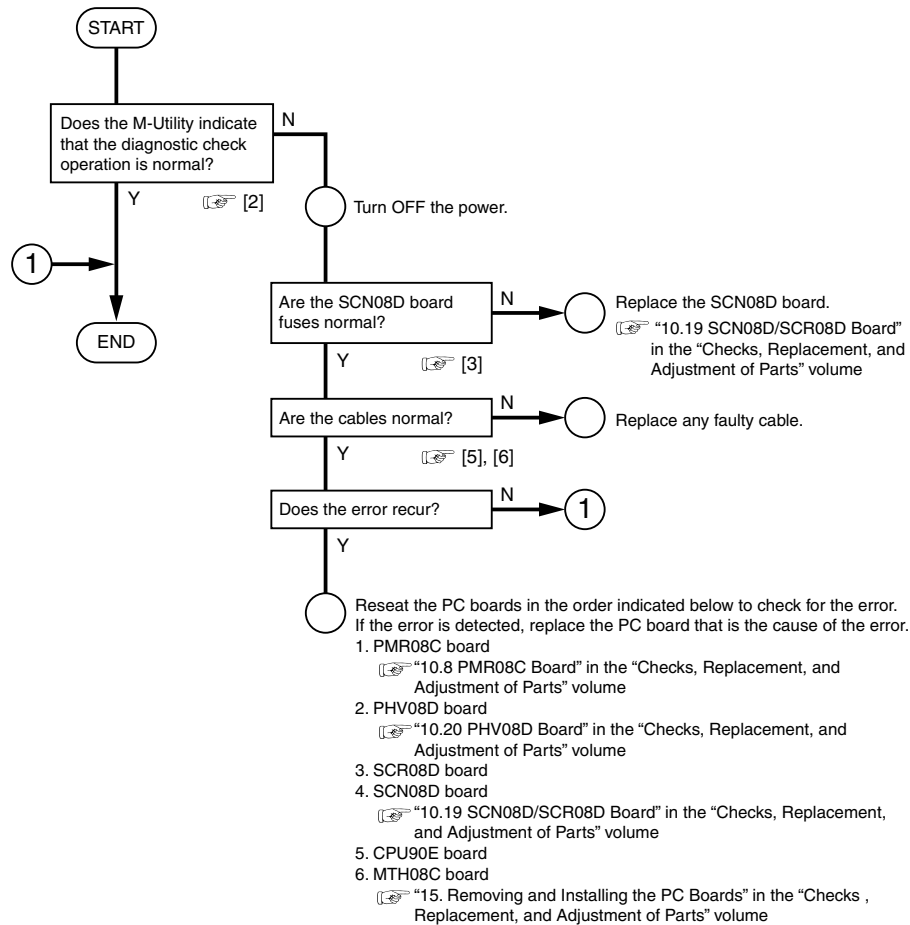 START
Does the M-Utility indicate
that the diagnostic check
operation is normal?
N
Y
[2]
Turn OFF the power.
1
END
Are the SCN08D board
fuses normal?
N
Replace the SCN08D board.
“10.19 SCN08D/SCR08D Board”
in the “Checks, Replacement, and
Adjustment of Parts” volume
Y
[3]
Are the cables normal?
N
Replace any faulty cable.
Y
[5], [6]
Does the error recur?
N
1
Y
Reseat the PC boards in the order indicated below to check for the error.
If the error is detected, replace the PC board that is the cause of the error.
1. PMR08C board
“10.8 PMR08C Board” in the “Checks, Replacement, and
Adjustment of Parts” volume
2. PHV08D board
“10.20 PHV08D Board” in the “Checks, Replacement, and
Adjustment of Parts” volume
3. SCR08D board
4. SCN08D board
“10.19 SCN08D/SCR08D Board” in the “Checks, Replacement,
and Adjustment of Parts” volume
5. CPU90E board
6. MTH08C board
“15. Removing and Installing the PC Boards” in the “Checks ,
Replacement, and Adjustment of Parts” volume